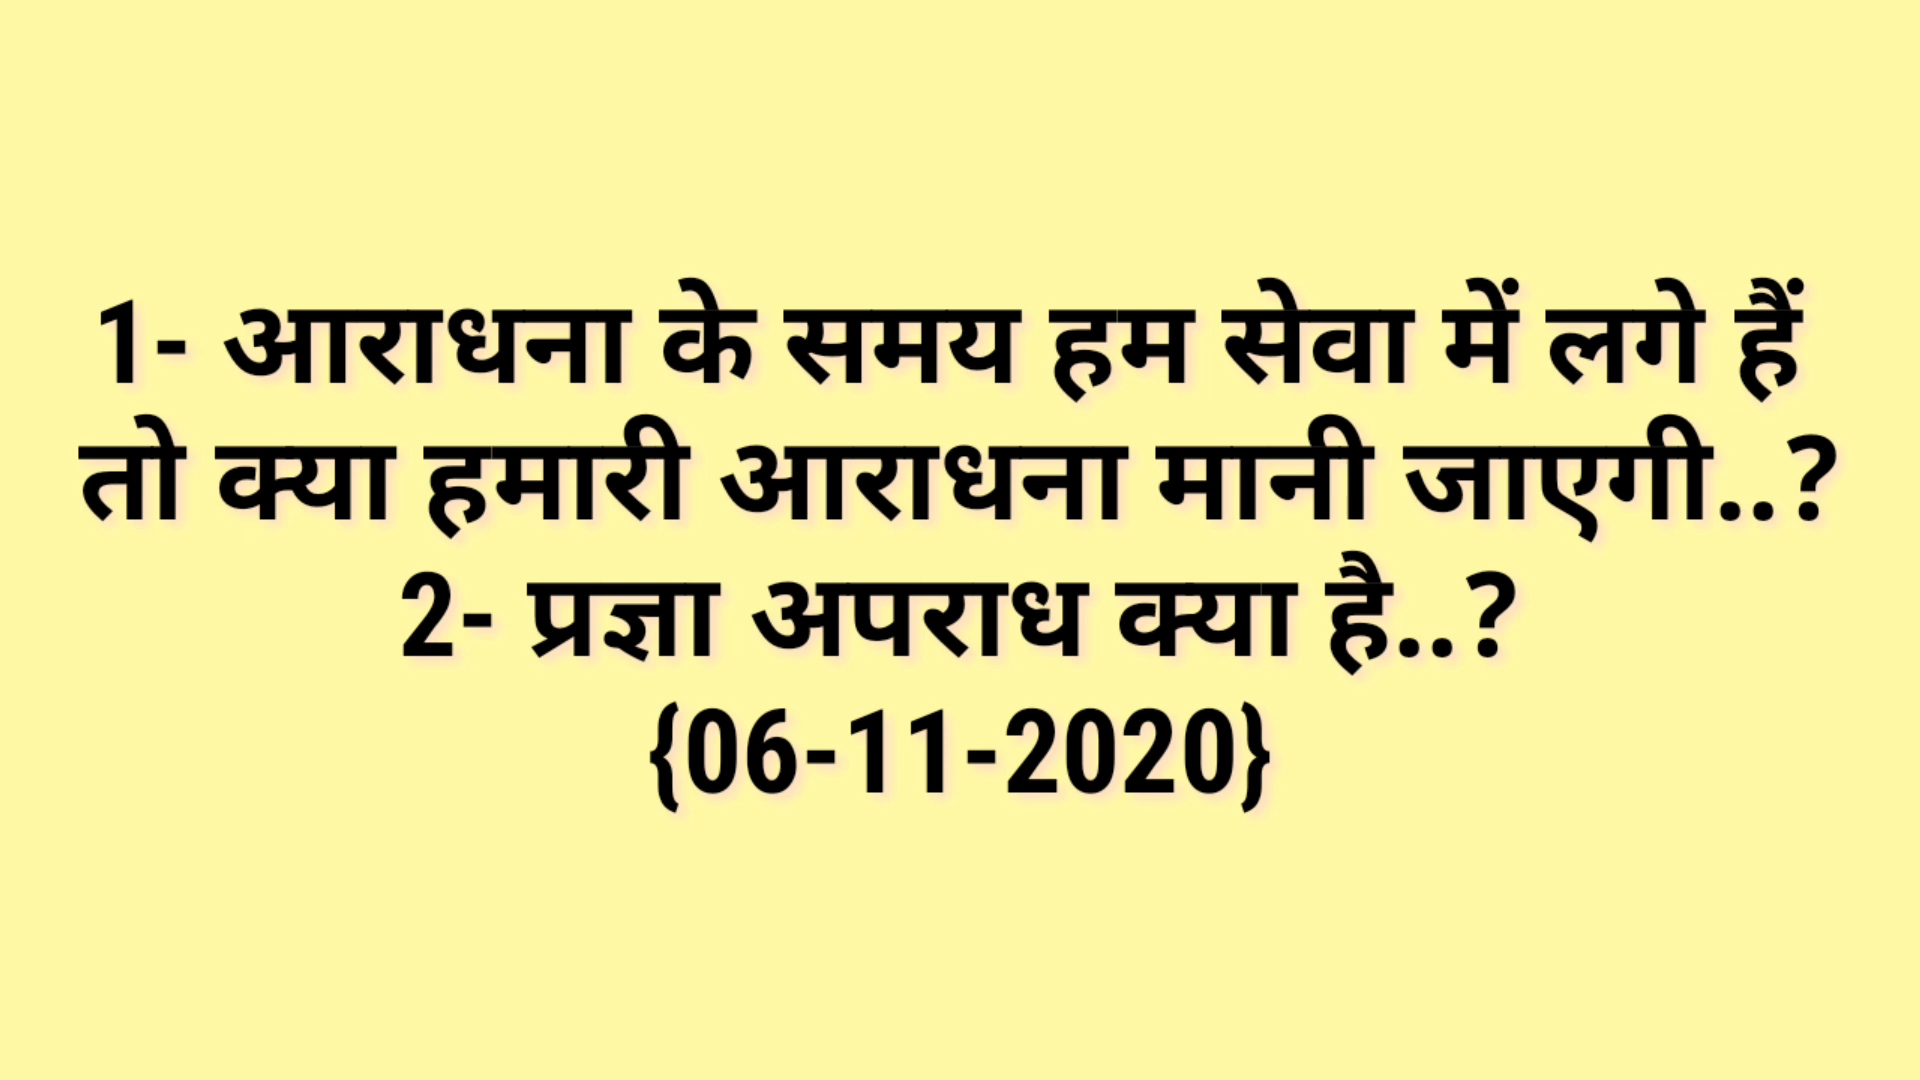 1- आराधना के समय हम सेवा में लगे हैं
तो क्या हमारी आराधना मानी जाएगी..?
2- प्रज्ञा अपराध क्या है..?
{06-11-2020}